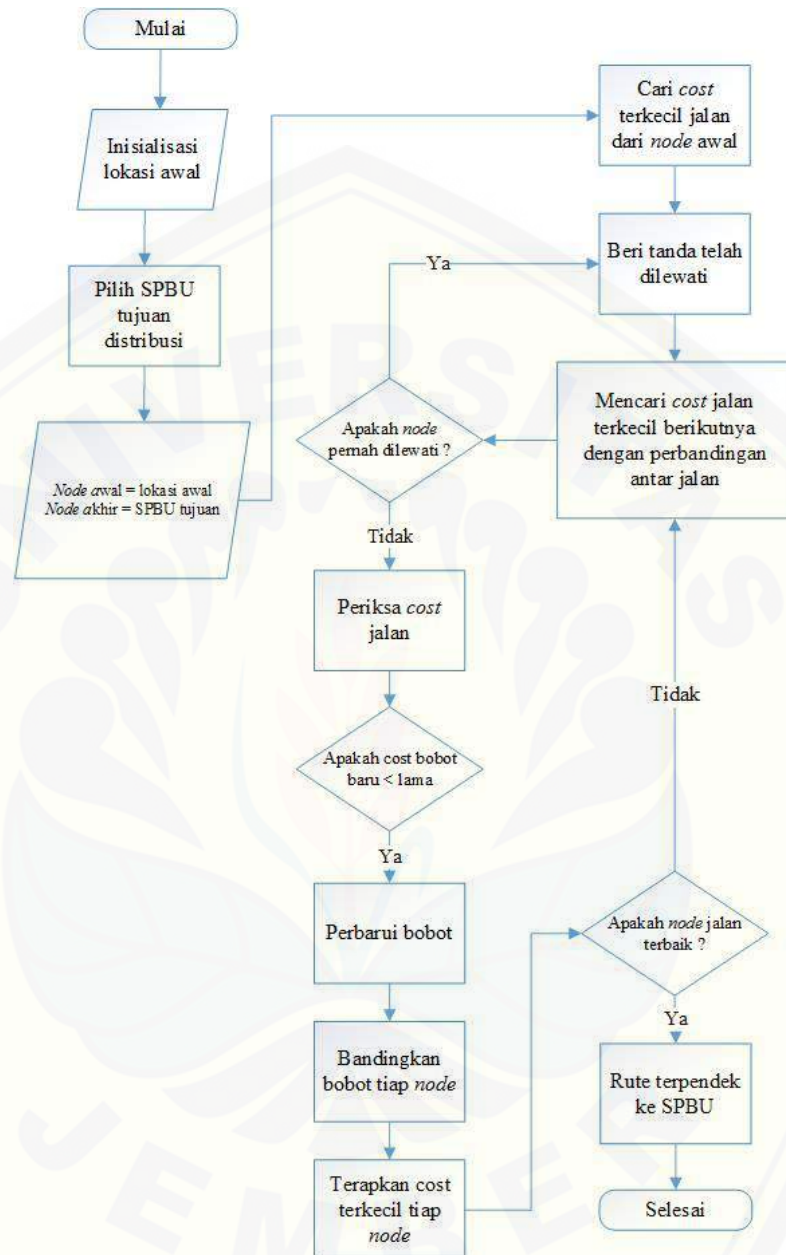 Mulai
Inisialisasi
lokasi awal
Pilih SPBU
tujuan
distribusi
Node awal = lokasi awal
Node akhir = SPBU tujuan
Cari cost
terkecil jalan
dari node awal
Beri tanda telah
dilewati
Mencari cost jalan
terkecil berikutnya
dengan perbandingan
antar jalan
Ya
Apakah node
pernah dilewati ?
Tidak
Periksa cost
jalan
Apakah cost bobot
baru < lama
Ya
Perbarui bobot
Bandingkan
bobot tiap node
Terapkan cost
terkecil tiap
node
Tidak
Apakah node jalan
terbaik ?
Ya
Rute terpendek
ke SPBU
Selesai
UNIVERSITAS
JEMBER